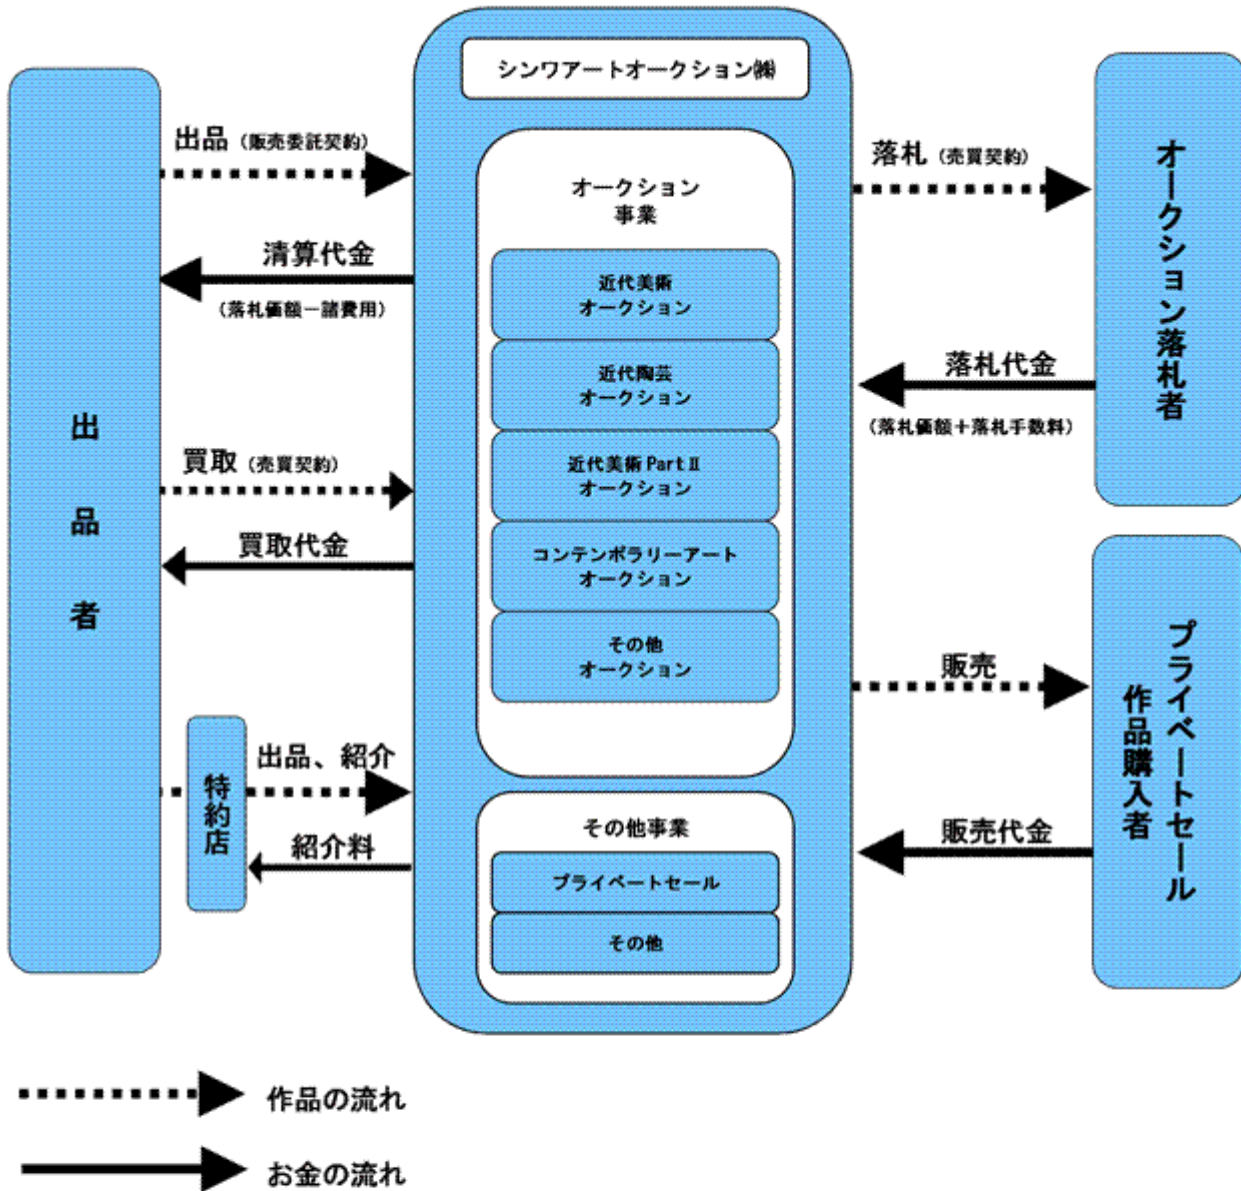 シンワアートオークション㈱
出品者
出品（販売委託契約）
清算代金
（落札価額－諸費用）
買取（売買契約）
買取代金
特約店
出品、紹介
紹介料
オークション
事業
近代美術
オークション
近代陶芸
オークション
近代美術 Part Ⅱ
オークション
コンテンポラリーアート
オークション
その他
オークション
その他事業
プライベートセール
その他
落札（売買契約）
落札代金
（落札価額＋落札手数料）
オークション落札者
販売
販売代金
プライベートセール
作品購入者
作品の流れ
お金の流れ